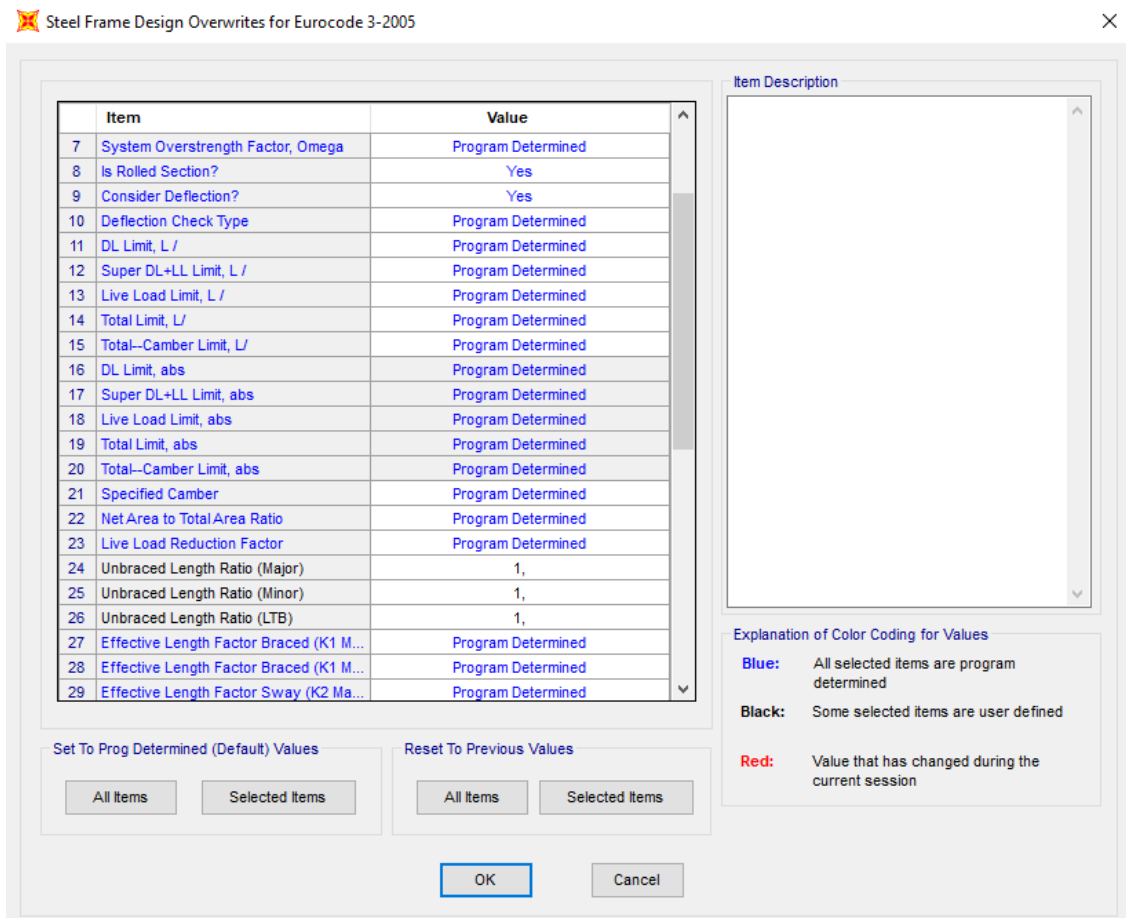 Steel Frame Design Overwrites for Eurocode 3-2005
Item Value
7 System Overstrength Factor, Omega Program Determined
8 Is Rolled Section? Yes
9 Consider Deflection? Yes
10 Deflection Check Type Program Determined
11 DL Limit, L / Program Determined
12 Super DL+LL Limit, L / Program Determined
13 Live Load Limit, L / Program Determined
14 Total Limit, L/ Program Determined
15 Total--Camber Limit, L/ Program Determined
16 DL Limit, abs Program Determined
17 Super DL+LL Limit, abs Program Determined
18 Live Load Limit, abs Program Determined
19 Total Limit, abs Program Determined
20 Total--Camber Limit, abs Program Determined
21 Specified Camber Program Determined
22 Net Area to Total Area Ratio Program Determined
23 Live Load Reduction Factor Program Determined
24 Unbraced Length Ratio (Major) 1,
25 Unbraced Length Ratio (Minor) 1,
26 Unbraced Length Ratio (LTB) 1,
27 Effective Length Factor Braced (K1 M... Program Determined
28 Effective Length Factor Braced (K1 M... Program Determined
29 Effective Length Factor Sway (K2 Ma... Program Determined
Item Description
Explanation of Color Coding for Values
Blue: All selected items are program
determined
Black: Some selected items are user defined
Red: Value that has changed during the
current session
Set To Prog Determined (Default) Values
All Items Selected Items
Reset To Previous Values
All Items Selected Items
OK Cancel